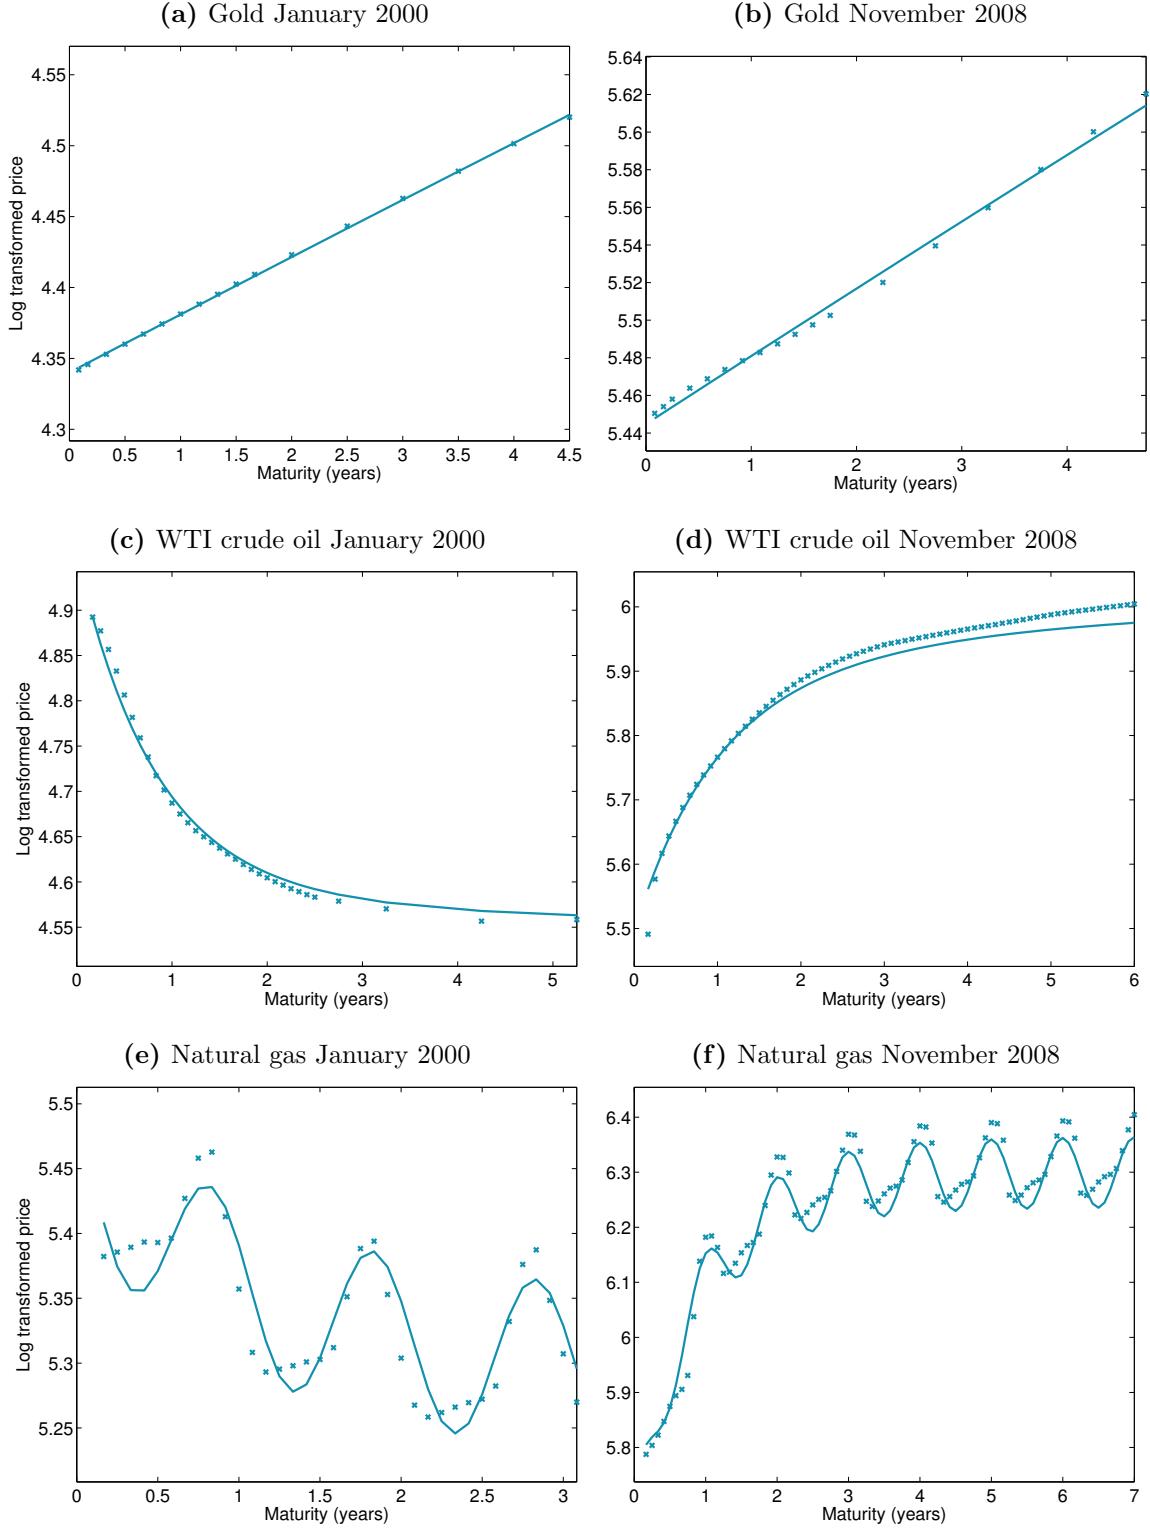 (a) Gold January 2000
(b) Gold November 2008
Log transformed price
4.55
4.5
4.45
4.4
4.35
4.3
0 0.5 1 1.5 2 2.5 3 3.5 4 4.5
Maturity (years)
5.64
5.62
5.6
5.58
5.56
5.54
5.52
5.5
5.48
5.46
5.44
0 1 2 3 4
Maturity (years)
(c) WTI crude oil January 2000
(d) WTI crude oil November 2008
Log transformed price
4.9
4.85
4.8
4.75
4.7
4.65
4.6
4.55
0 1 2 3 4 5
Maturity (years)
6
5.9
5.8
5.7
5.6
5.5
0 1 2 3 4 5 6
Maturity (years)
(e) Natural gas January 2000
(f) Natural gas November 2008
Log transformed price
5.5
5.45
5.4
5.35
5.3
5.25
0 0.5 1 1.5 2 2.5 3
Maturity (years)
6.4
6.3
6.2
6.1
6
5.9
5.8
0 1 2 3 4 5 6 7
Maturity (years)